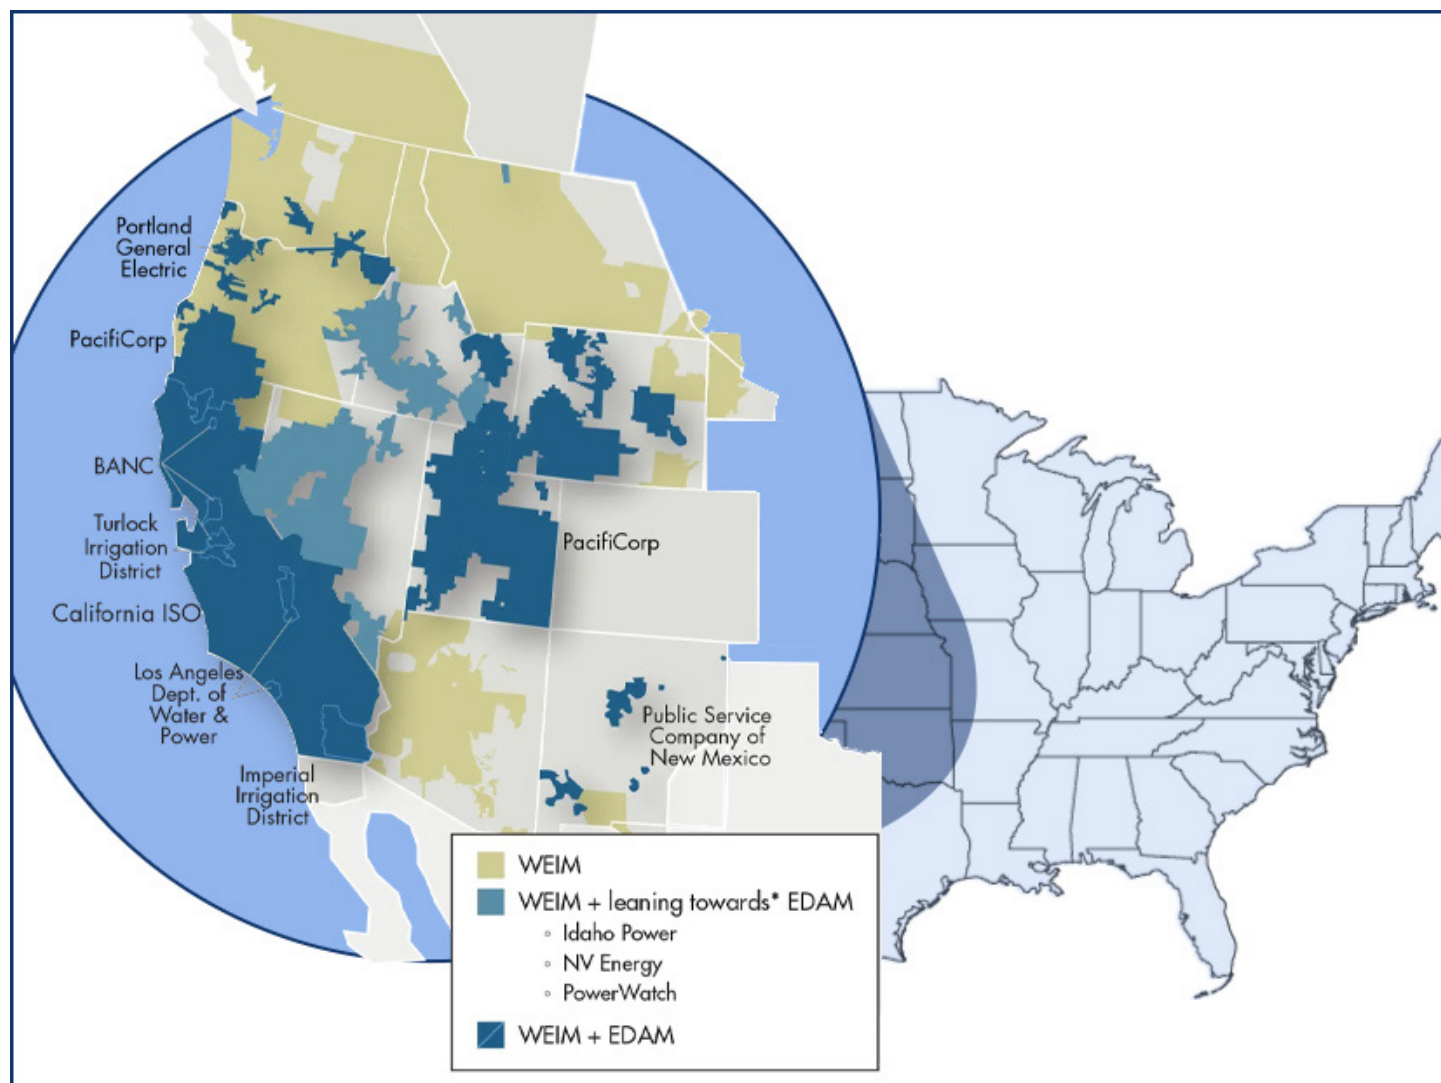 Portland
General
Electric
PacifiCorp
BANC
Turlock
Irrigation
District
California ISO
Los Angeles
Dept. of
Water &
Power
Imperial
Irrigation
District
PacifiCorp
Public Service
Company of
New Mexico
WEIM
WEIM + leaning towards* EDAM
◦ Idaho Power
◦ NV Energy
◦ PowerWatch
WEIM + EDAM